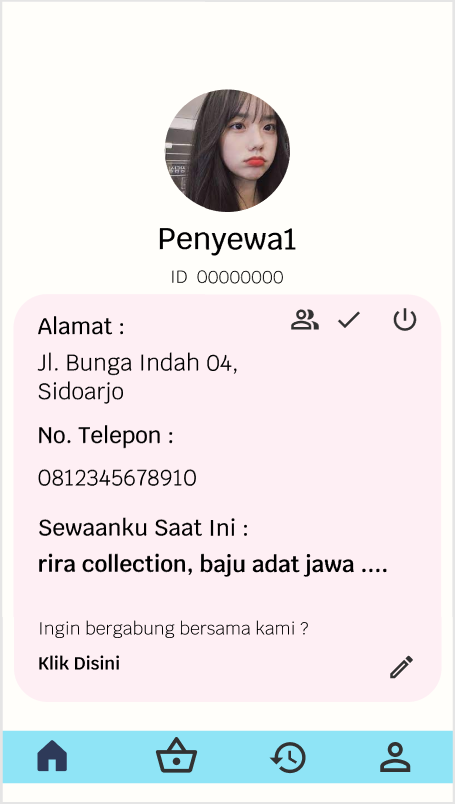 Penyewa1
ID 00000000
Alamat :
Jl. Bunga Indah 04,
Sidoarjo
No. Telepon :
0812345678910
Sewaanku Saat Ini :
rira collection, baju adat jawa ....
Ingin bergabung bersama kami ?
Klik Disini